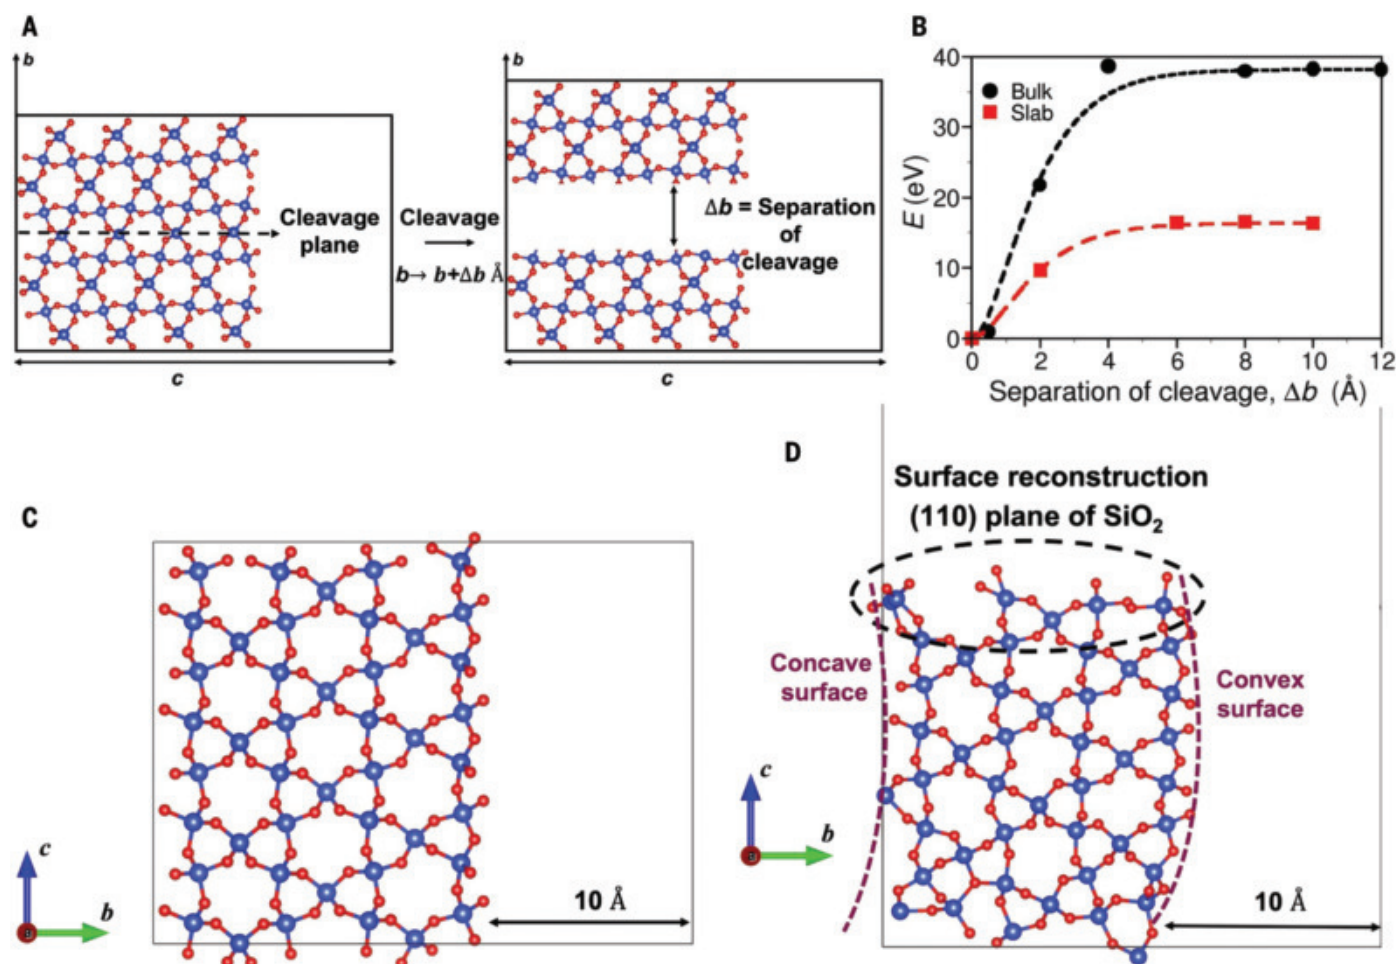 A
b
Cleavage
plane
c
Cleavage
b→ b+Δb Å
b
Δb = Separation
of
cleavage
c
B
40
30
20
10
0
E (eV)
Bulk
Slab
0 2 4 6 8 10 12
Separation of cleavage, Δb (Å)
C
c
b
10 Å
D
Surface reconstruction
(110) plane of SiO₂
Concave
surface
Convex
surface
c
b
10 Å